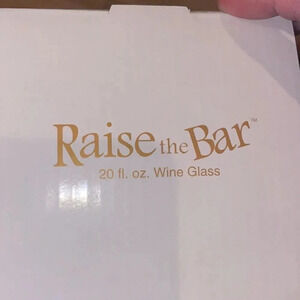 Raise the Bar™
20 fl. oz. Wine Glass